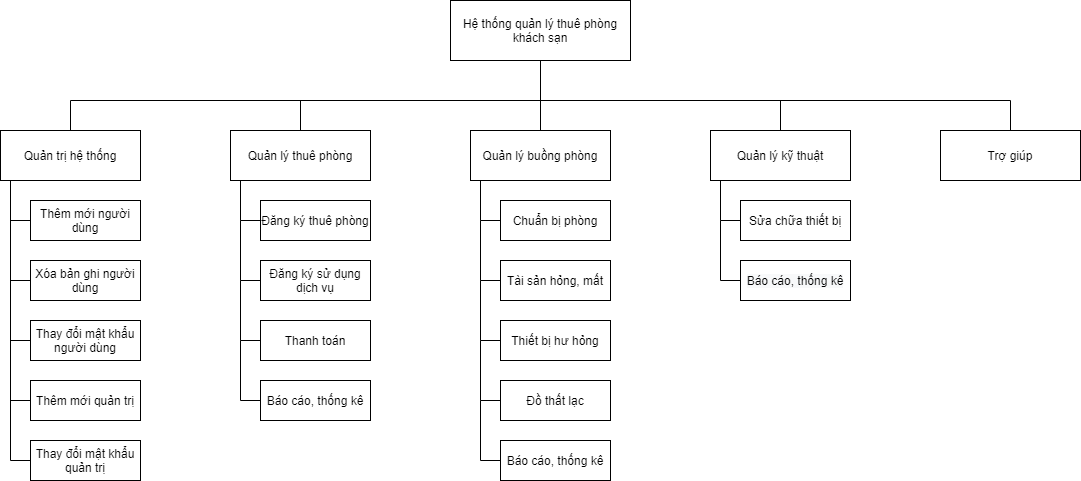 Hệ thống quản lý thuê phòng
khách sạn
Quản trị hệ thống
Quản lý thuê phòng
Quản lý buồng phòng
Quản lý kỹ thuật
Trợ giúp
Thêm mới người
dùng
Xóa bản ghi người
dùng
Thay đổi mật khẩu
người dùng
Thêm mới quản trị
Thay đổi mật khẩu
quản trị
Đăng ký thuê phòng
Đăng ký sử dụng
dịch vụ
Thanh toán
Báo cáo, thống kê
Chuẩn bị phòng
Tài sản hỏng, mất
Thiết bị hư hỏng
Đồ thất lạc
Báo cáo, thống kê
Sửa chữa thiết bị
Báo cáo, thống kê